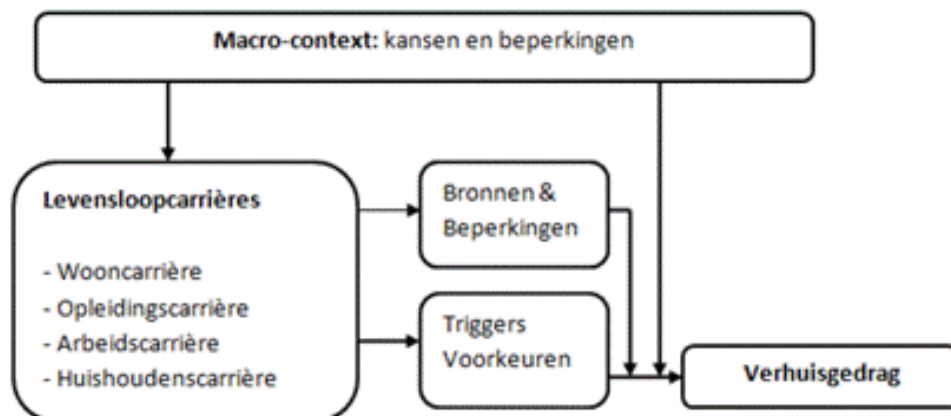 Macro-context: kansen en beperkingen
Levensloopcarrières
- Wooncarrière
- Opleidingscarrière
- Arbeidscarrière
- Huishoudenscarrière
Bronnen &
Beperkingen
Triggers
Voorkeuren
Verhuisgedrag